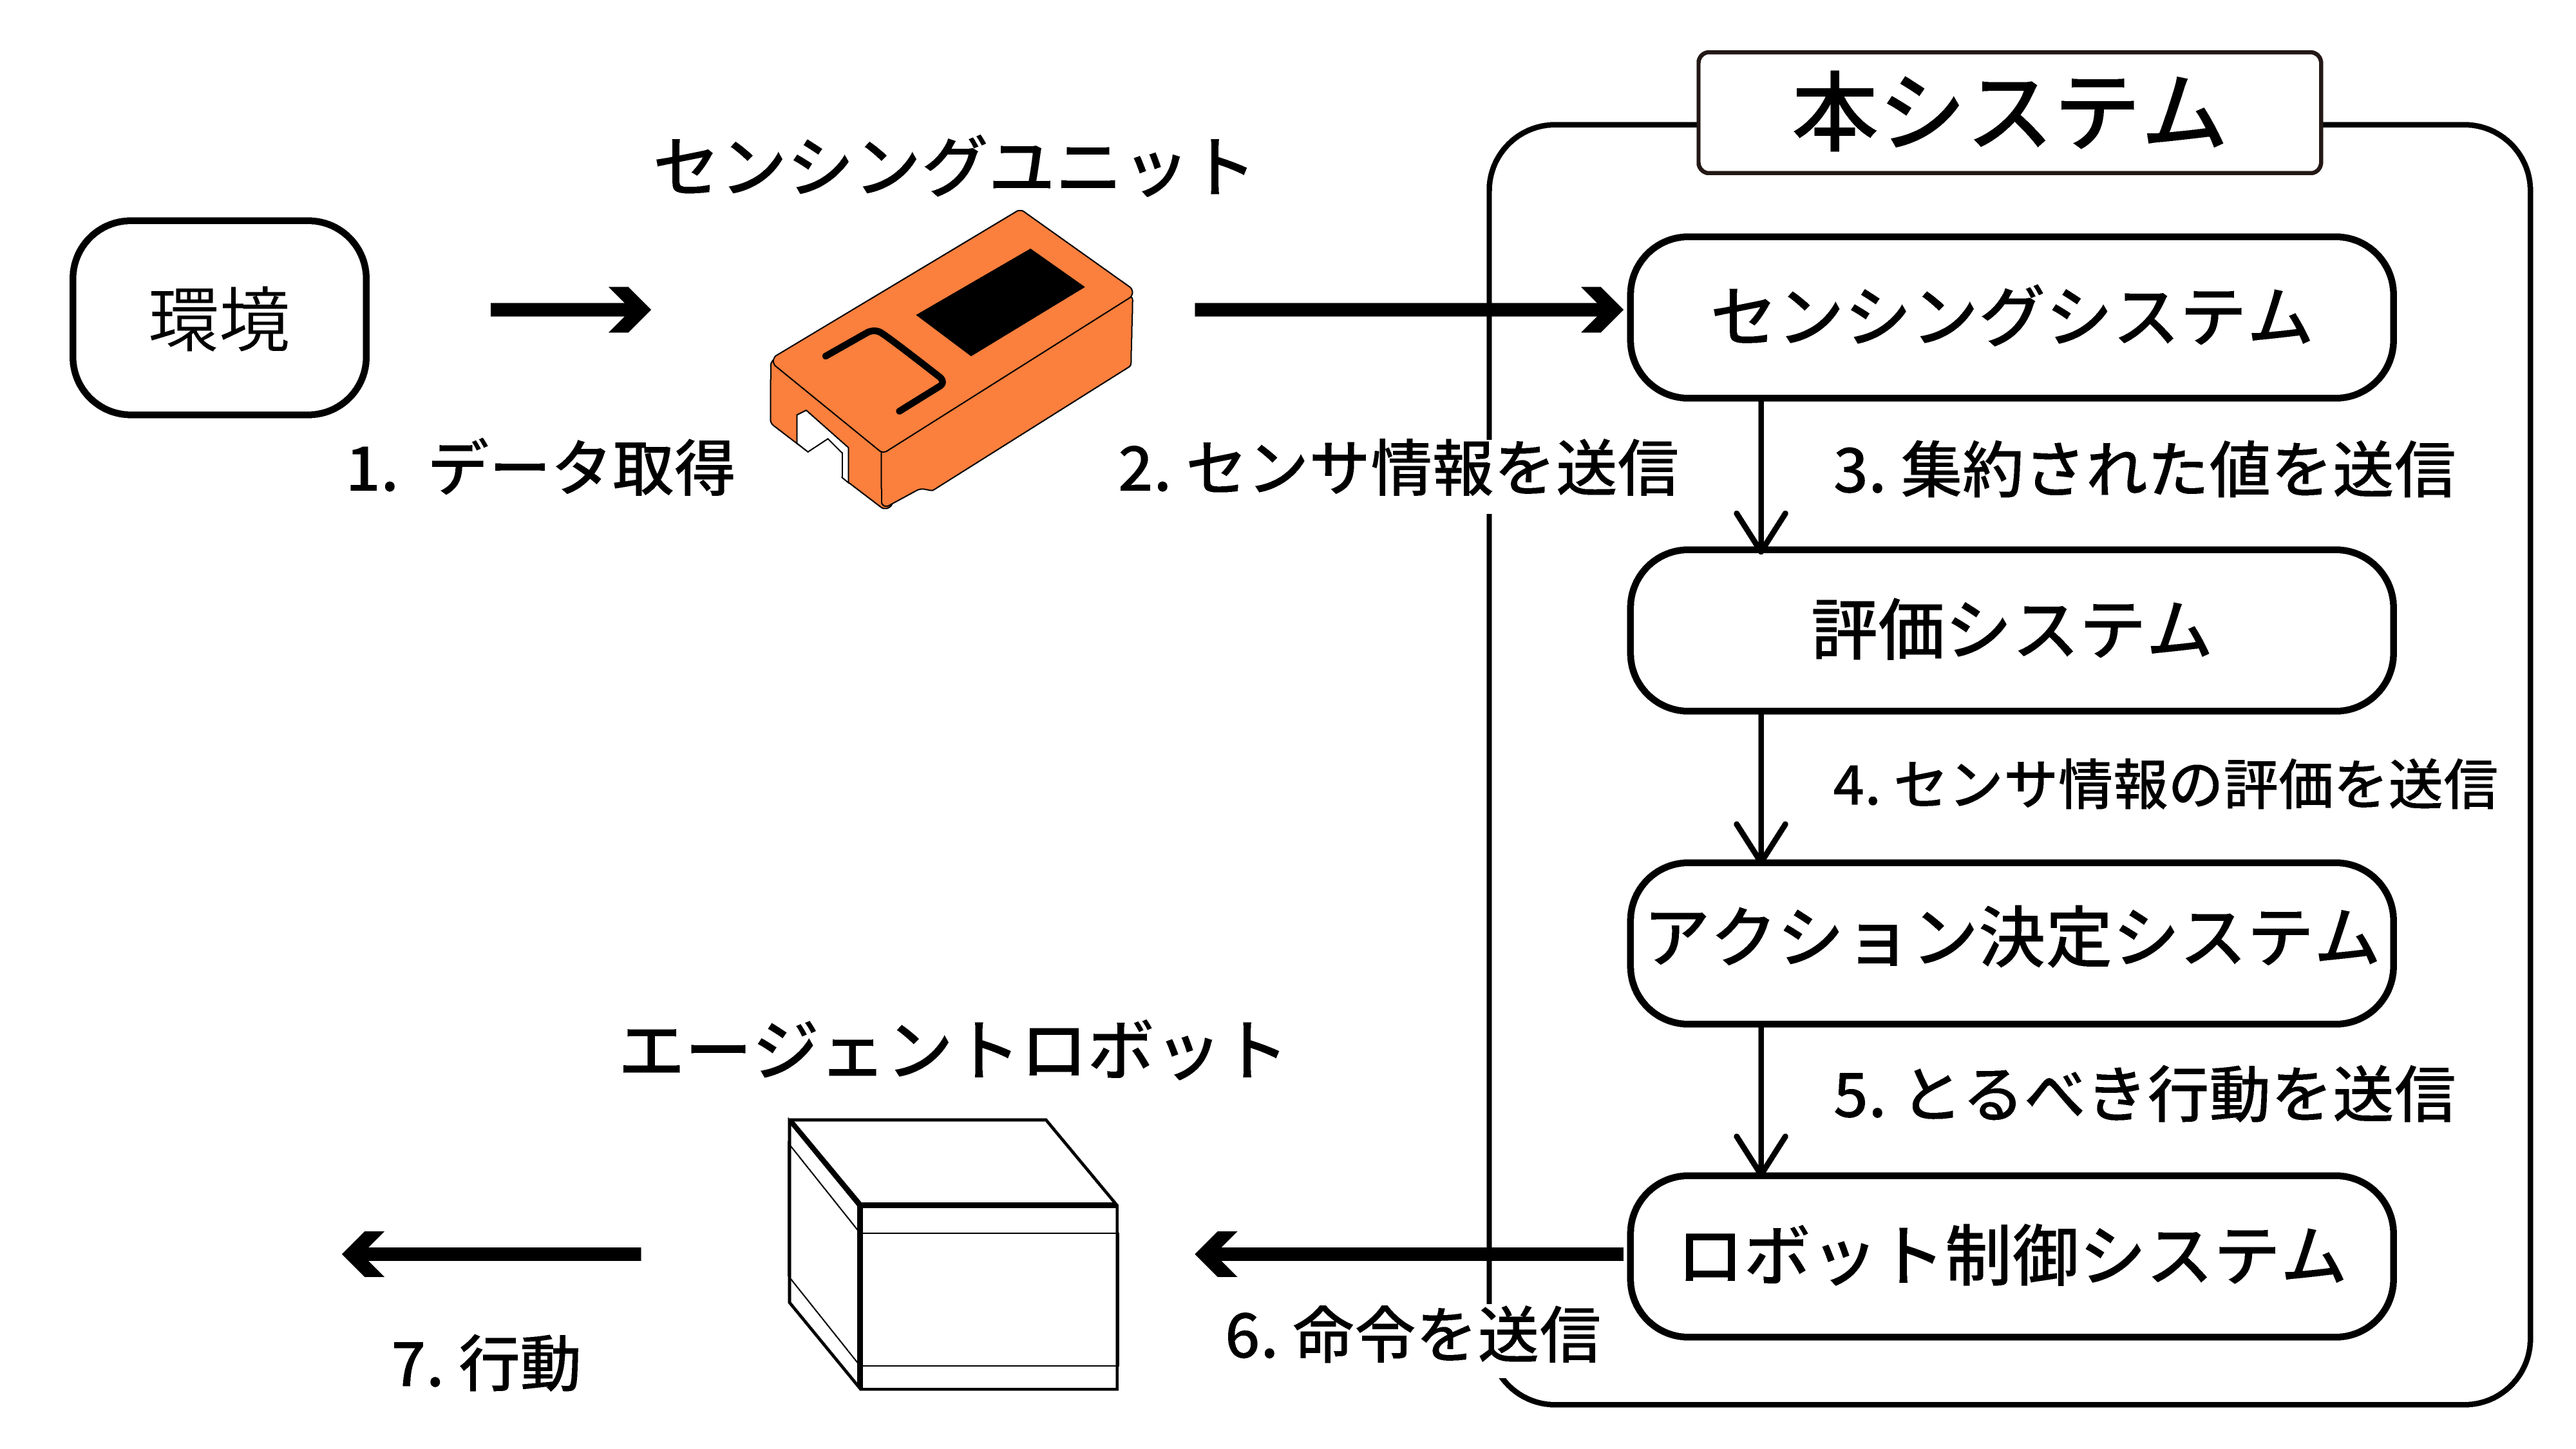 本システム
センシングユニット
環境
センシングシステム
1. データ取得
2. センサ情報を送信
3. 集約された値を送信
評価システム
4. センサ情報の評価を送信
アクション決定システム
エージェントロボット
5. とるべき行動を送信
ロボット制御システム
6. 命令を送信
7. 行動